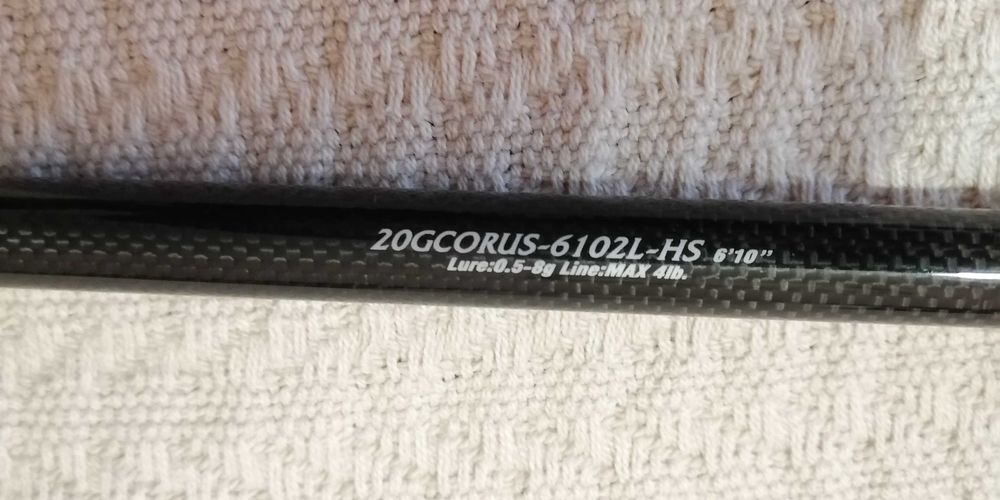 20GCORUS-6102L-HS 6'10"
Lure:0.5-8g Line:MAX 4lb.